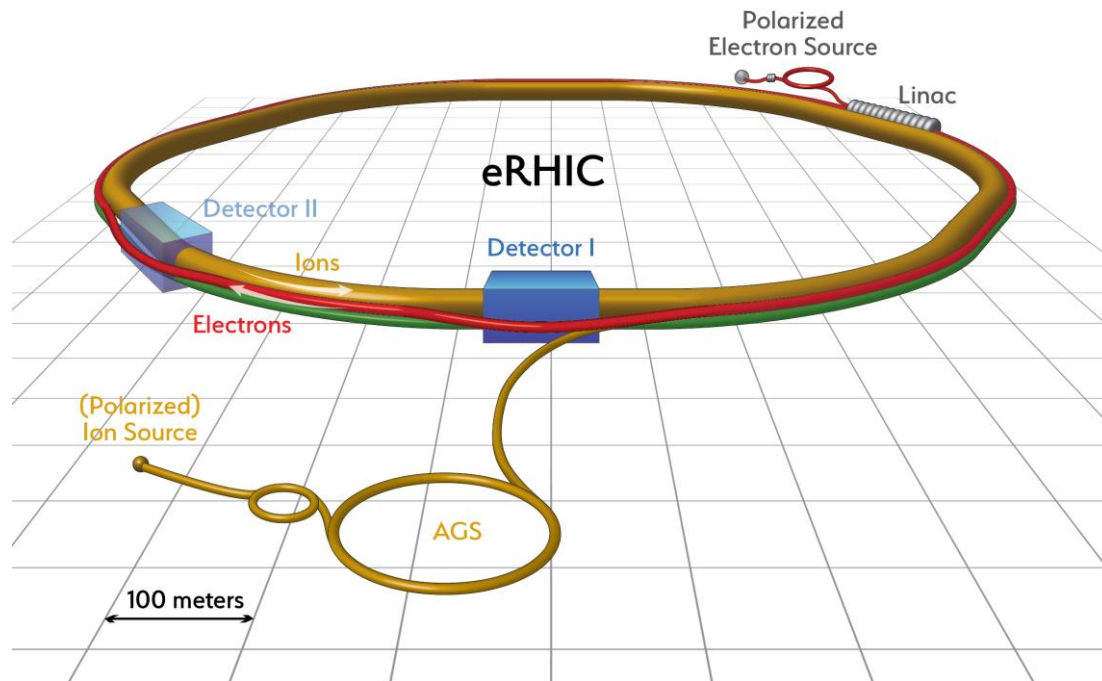 Polarized
Electron Source
Linac
eRHIC
Detector II
Detector I
Ions
Electrons
(Polarized)
Ion Source
AGS
100 meters